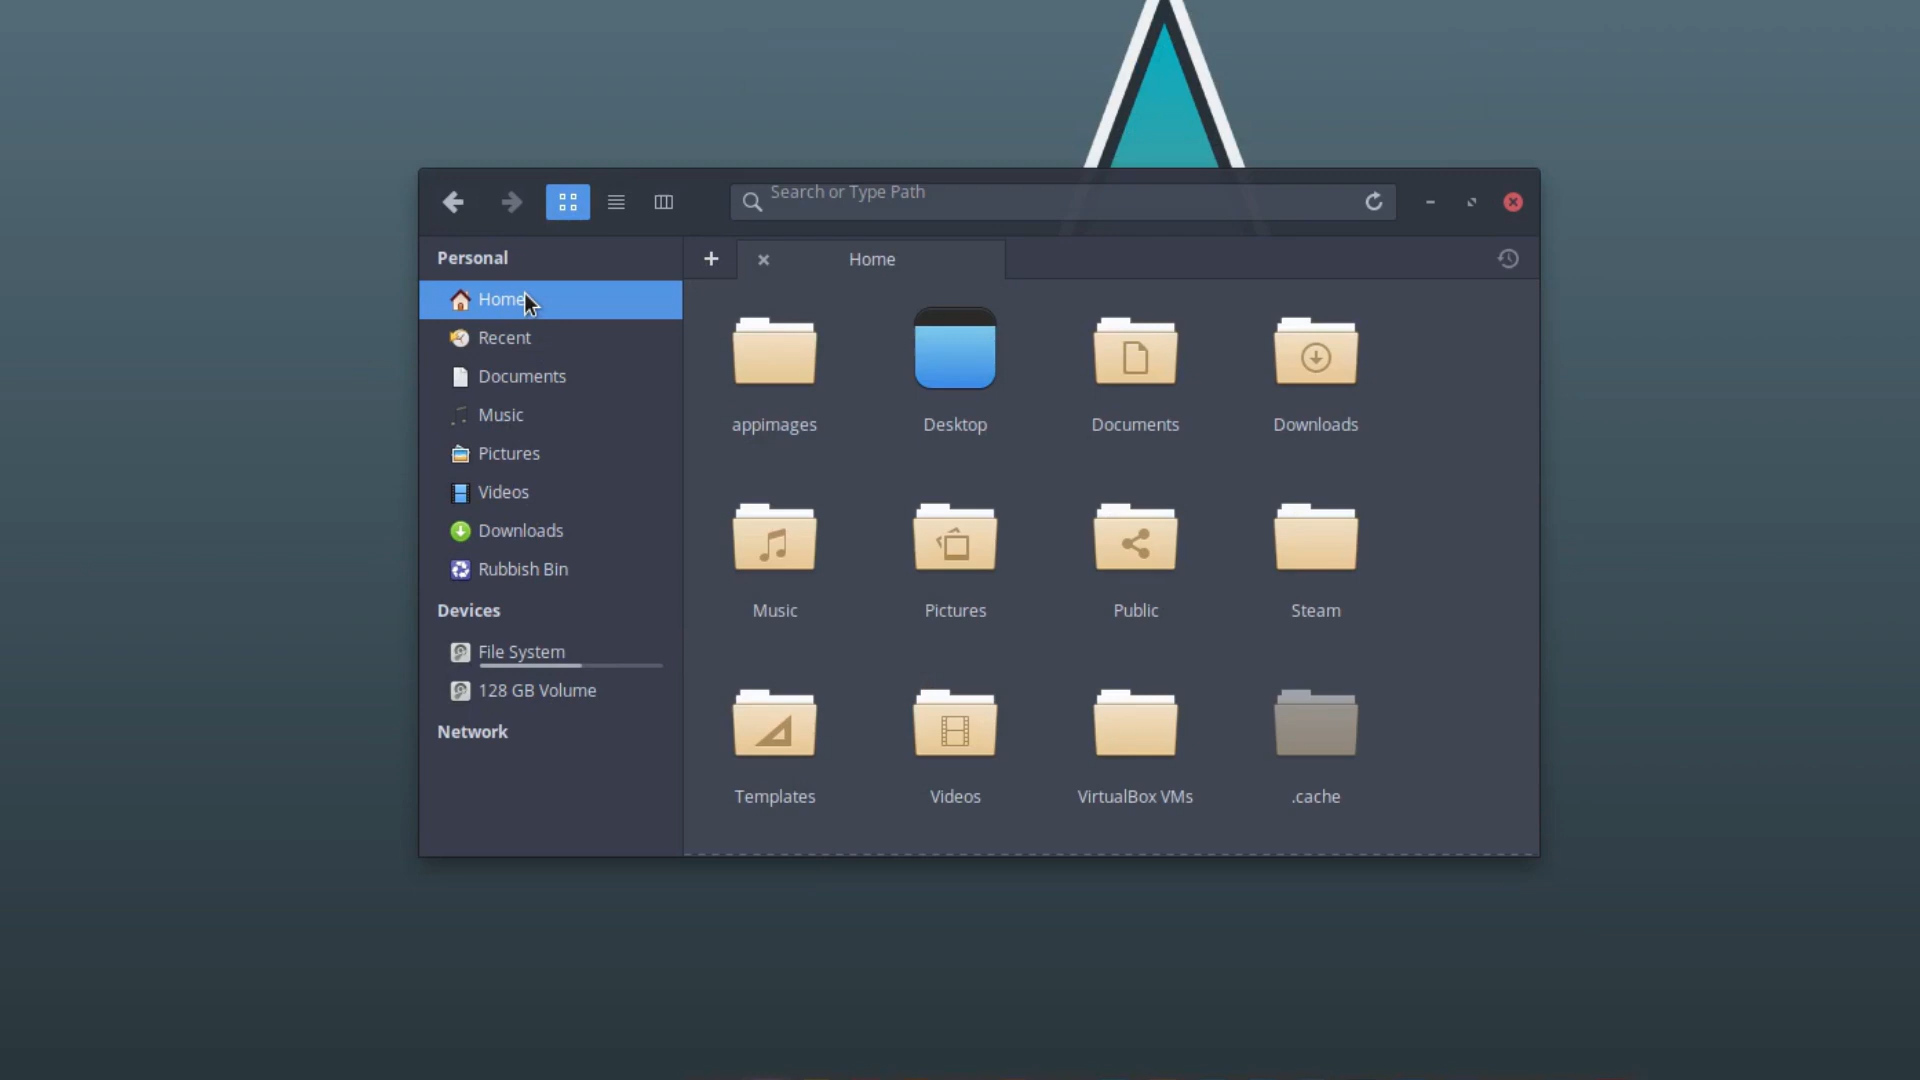 Search or Type Path
Personal
Home
Recent
Documents
Music
Pictures
Videos
Downloads
Rubbish Bin
Devices
File System
128 GB Volume
Network
Home
appimages
Desktop
Documents
Downloads
Music
Pictures
Public
Steam
Templates
Videos
VirtualBox VMs
.cache